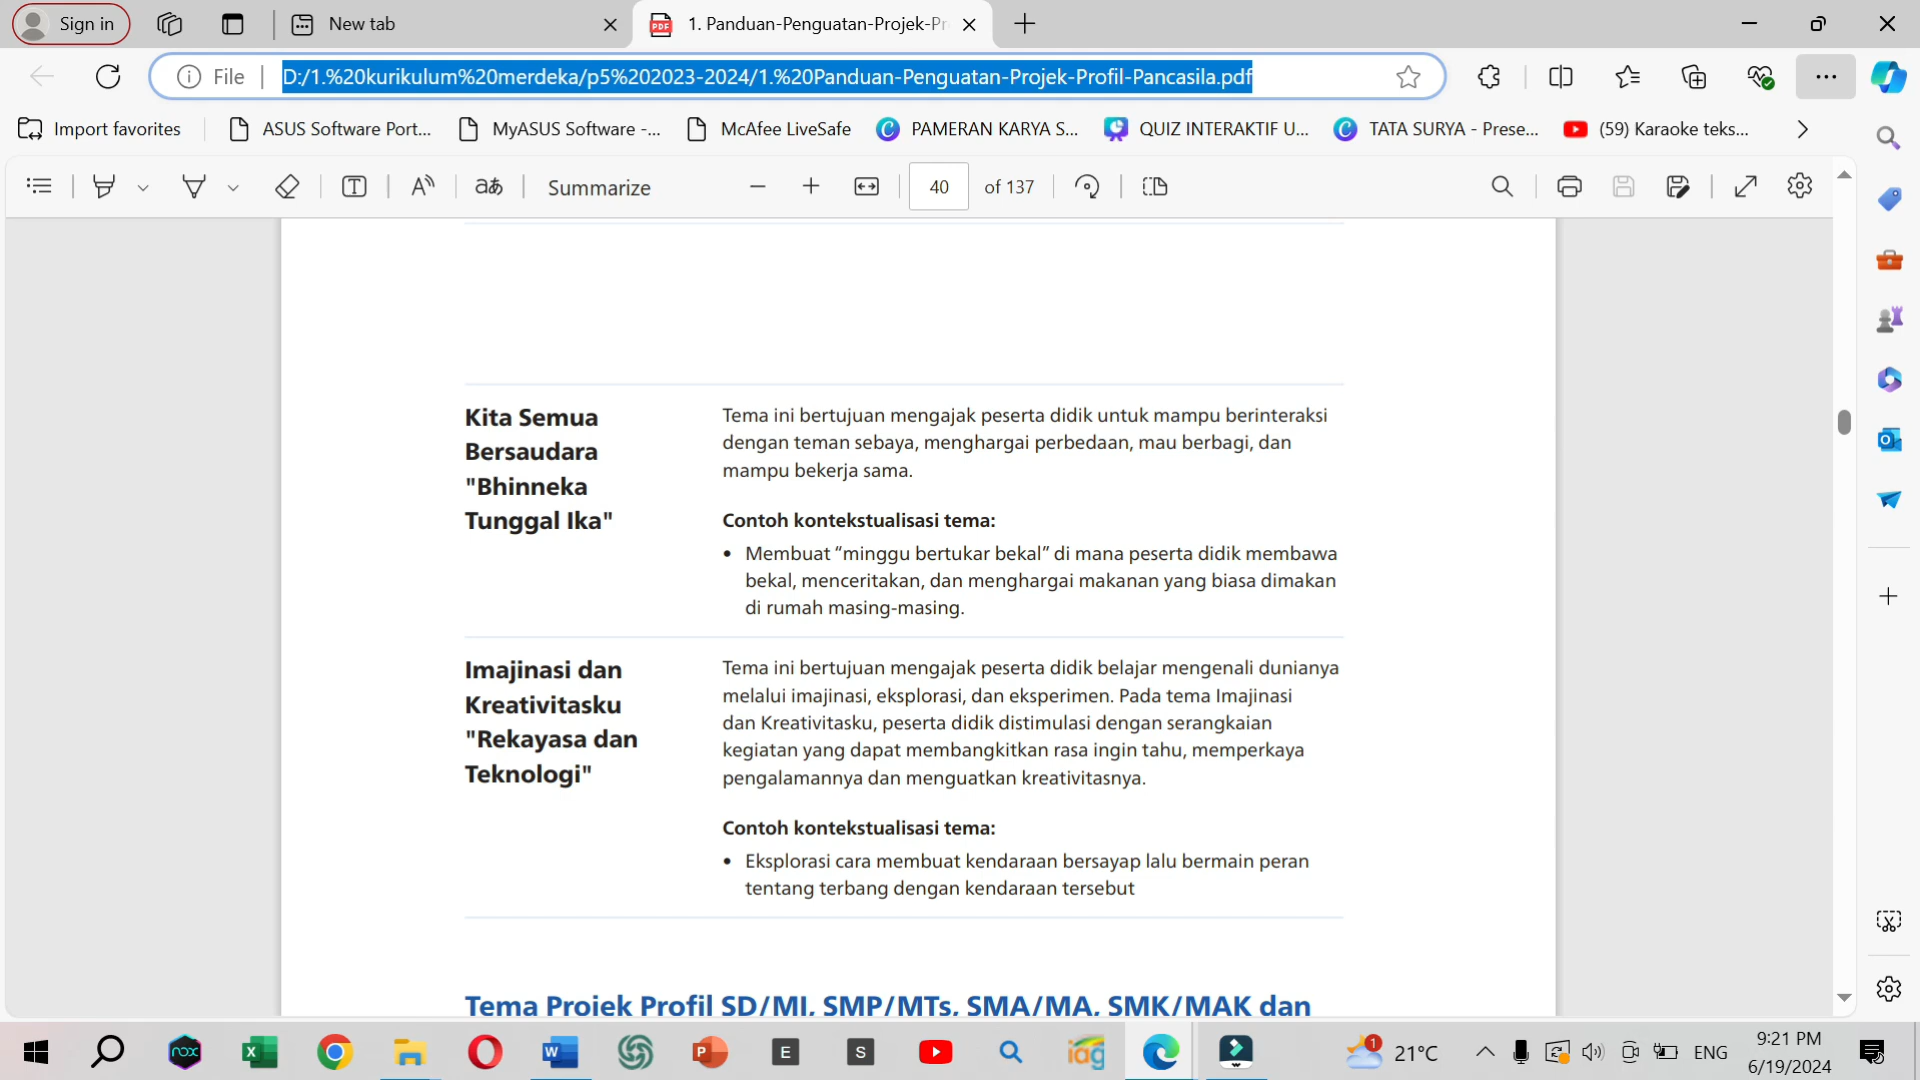 Sign in
New tab
1. Panduan-Penguatan-Projek-Pr
File
D:/1.%20kurikulum%20merdeka/p5%202023-2024/1.%20Panduan-Penguatan-Projek-Profil-Pancasila.pdf
Import favorites
ASUS Software Port...
MyASUS Software -...
McAfee LiveSafe
PAMERAN KARYA S...
QUIZ INTERAKTIF U...
TATA SURYA - Prese...
(59) Karaoke teks...
Summarize
40 of 137
Kita Semua
Bersaudara
"Bhinneka
Tunggal Ika"
Tema ini bertujuan mengajak peserta didik untuk mampu berinteraksi
dengan teman sebaya, menghargai perbedaan, mau berbagi, dan
mampu bekerja sama.
Contoh kontekstualisasi tema:
• Membuat “minggu bertukar bekal” di mana peserta didik membawa
bekal, menceritakan, dan menghargai makanan yang biasa dimakan
di rumah masing-masing.
Imajinasi dan
Kreativitasku
"Rekayasa dan
Teknologi"
Tema ini bertujuan mengajak peserta didik belajar mengenali dunianya
melalui imajinasi, eksplorasi, dan eksperimen. Pada tema Imajinasi
dan Kreativitasku, peserta didik distimulasi dengan serangkaian
kegiatan yang dapat membangkitkan rasa ingin tahu, memperkaya
pengalamannya dan menguatkan kreativitasnya.
Contoh kontekstualisasi tema:
• Eksplorasi cara membuat kendaraan bersayap lalu bermain peran
tentang terbang dengan kendaraan tersebut
Tema Projek Profil SD/MI, SMP/MTs, SMA/MA, SMK/MAK dan
nox
E
S
iag
1
21°C
ENG
9:21 PM
6/19/2024